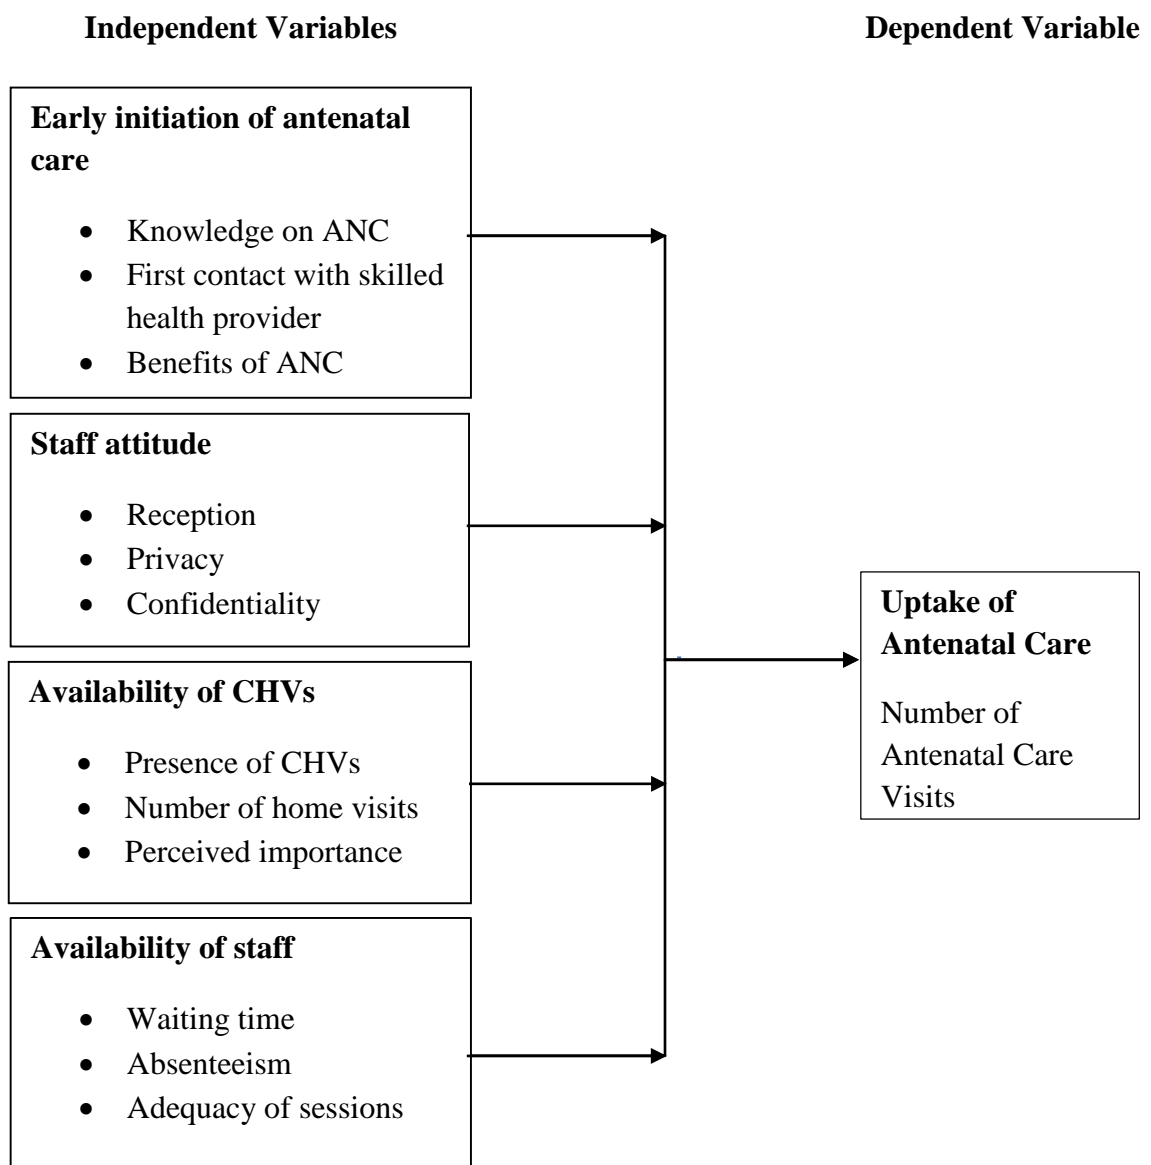 Independent Variables
Dependent Variable
Early initiation of antenatal
care
• Knowledge on ANC
• First contact with skilled
health provider
• Benefits of ANC
Staff attitude
• Reception
• Privacy
• Confidentiality
Availability of CHVs
• Presence of CHVs
• Number of home visits
• Perceived importance
Availability of staff
• Waiting time
• Absenteeism
• Adequacy of sessions
Uptake of
Antenatal Care
Number of
Antenatal Care
Visits